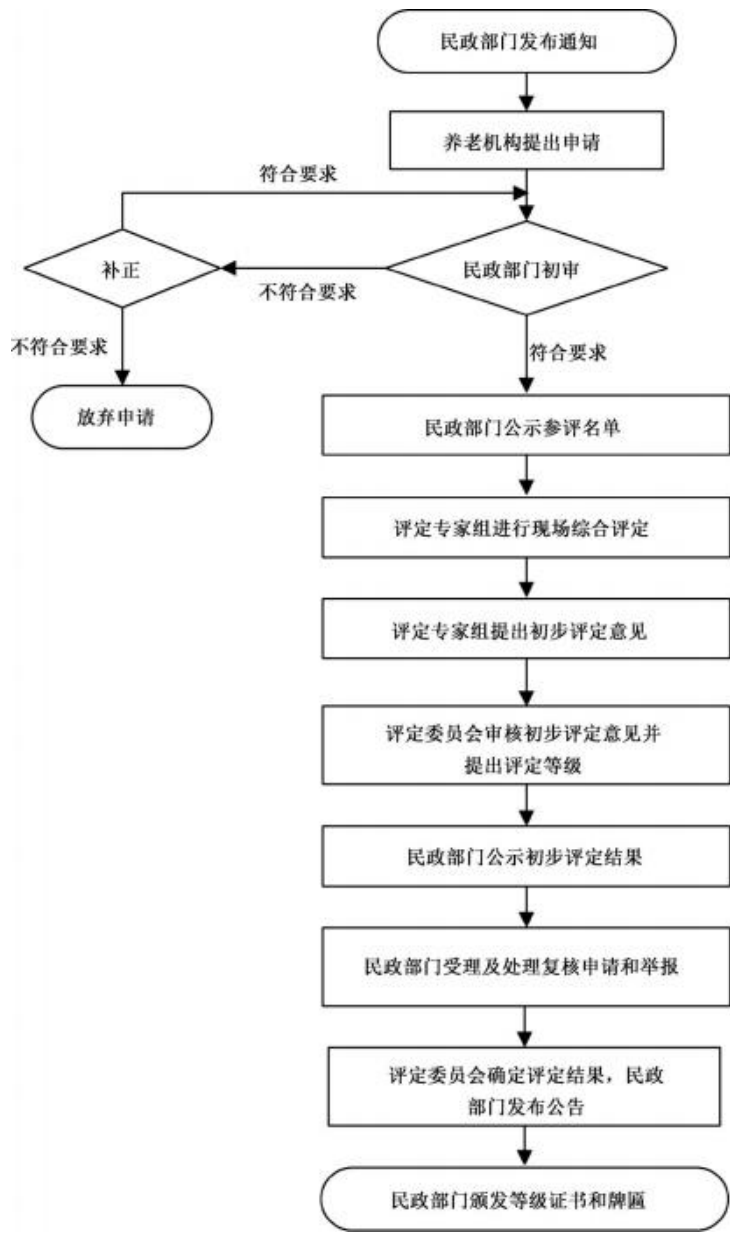 民政部门发布通知
养老机构提出申请
符合要求
补正
民政部门初审
不符合要求
不符合要求
符合要求
放弃申请
民政部门公示参评名单
评定专家组进行现场综合评定
评定专家组提出初步评定意见
评定委员会审核初步评定意见并
提出评定等级
民政部门公示初步评定结果
民政部门受理及处理复核申请和举报
评定委员会确定评定结果，民政
部门发布公告
民政部门颁发等级证书和牌匾